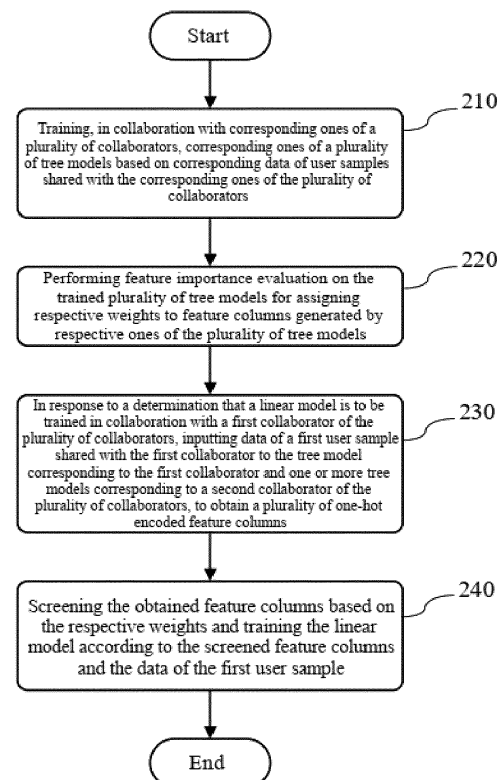 Start
210
Training, in collaboration with corresponding ones of a
plurality of collaborators, corresponding ones of a plurality
of tree models based on corresponding data of user samples
shared with the corresponding ones of the plurality of
collaborators
220
Performing feature importance evaluation on the
trained plurality of tree models for assigning
respective weights to feature columns generated by
respective ones of the plurality of tree models
230
In response to a determination that a linear model is to be
trained in collaboration with a first collaborator of the
plurality of collaborators, inputting data of a first user sample
shared with the first collaborator to the tree model
corresponding to the first collaborator and one or more tree
models corresponding to a second collaborator of the
plurality of collaborators, to obtain a plurality of one-hot
encoded feature columns
240
Screening the obtained feature columns based on
the respective weights and training the linear
model according to the screened feature columns
and the data of the first user sample
End